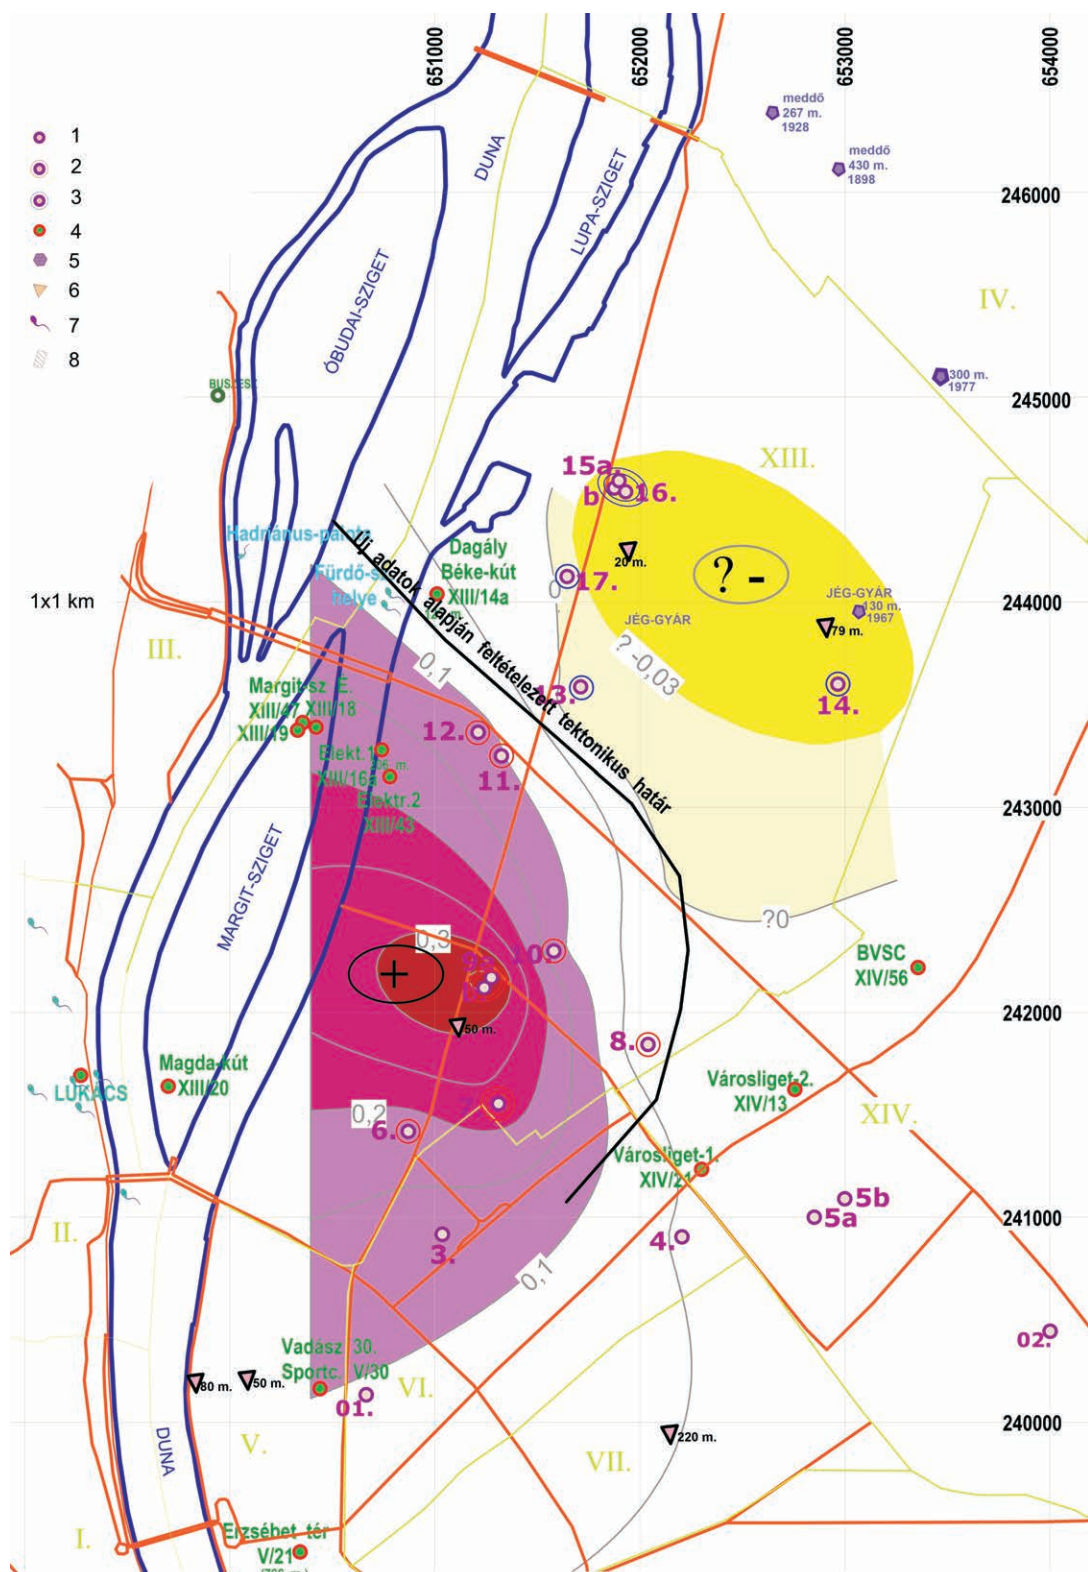 651000
652000
653000
654000
1
2
3
4
5
6
7
8
meddő
267 m.
1928
meddő
430 m.
1898
246000
DUNA
LUPA-SZIGET
ÓBUDAI-SZIGET
IV.
300 m.
1977
245000
XIII.
15a.
b
16.
Hadriánus-palota
Dagály
Béke-kút
XIII/14a
20 m.
? -
helye
17.
0
1x1 km
244000
JÉG-GYÁR
130 m.
1967
JÉG-GYÁR
79 m.
Új adatok alapján feltételezett tektonikus határ
III.
0,1
? -0,03
Margit-sz É.
XIII/47
XIII/18
XIII/19
13.
14.
12.
11.
Elekt.1
XIII/16a
Elektr.2
XIII/43
243000
MARGIT-SZIGET
?0
0,3
10.
9a
b
+
BVSC
XIV/56
50 m.
242000
8.
Magda-kút
XIII/20
LUKÁCS
7.
Városliget-2.
XIV/13
0,2
6.
XIV.
Városliget-1.
XIV/21
5b
5a
241000
II.
3.
4.
0,1
02.
Vadász 30.
Sportc. V/30
80 m.
50 m.
VI.
01.
240000
DUNA
V.
VII.
220 m.
I.
Erzsébet tér
V/21